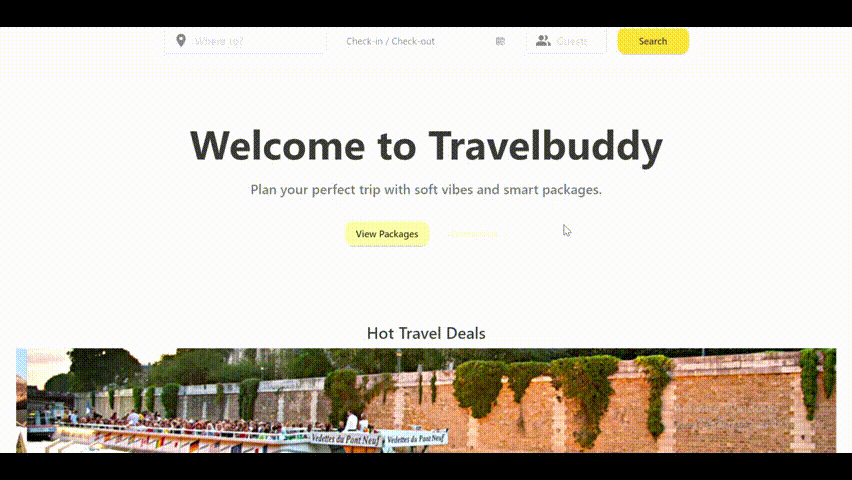 Where to?
Check-in / Check-out
Guests
Search
Welcome to Travelbuddy
Plan your perfect trip with soft vibes and smart packages.
View Packages
Hot Travel Deals
Vedettes du Pont Neuf
Vedettes du Pont Neuf